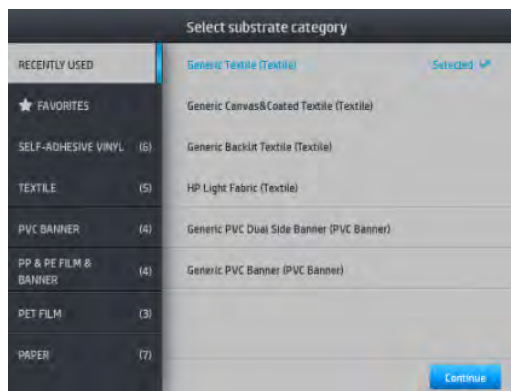 Select substrate category
RECENTLY USED
Generic Textile (Textile)
Selected
FAVORITES
Generic Canvas&Coated Textile (Textile)
SELF-ADHESIVE VINYL (6)
Generic Backlit Textile (Textile)
TEXTILE (5)
HP Light Fabric (Textile)
PVC BANNER (4)
Generic PVC Dual Side Banner (PVC Banner)
PP & PE FILM &
BANNER (4)
Generic PVC Banner (PVC Banner)
PET FILM (3)
PAPER (7)
Continue